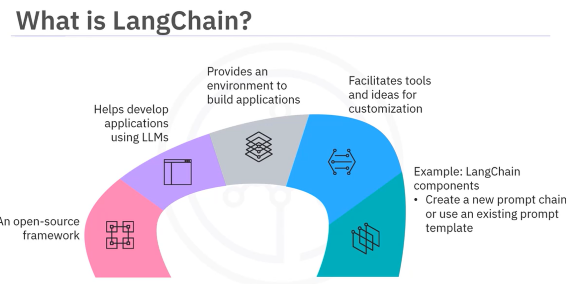 What is LangChain?
An open-source
framework
Helps develop
applications
using LLMs
Provides an
environment to
build applications
Facilitates tools
and ideas for
customization
Example: LangChain
components
• Create a new prompt chain
or use an existing prompt
template